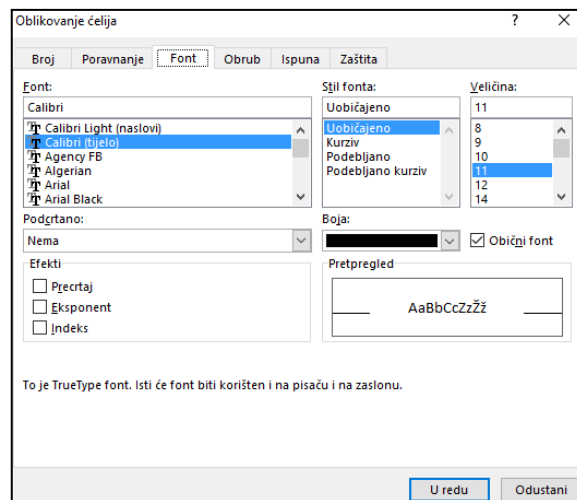 Oblikovanje ćelija ?
Broj Poravnanje Font Obrub Ispuna Zaštita
Font: Stil fonta: Veličina:
Calibri Uobičajeno 11
Calibri Light (naslovi) Uobičajeno 8
Calibri (tijelo) Kurziv 9
Agency FB Podebljano 10
Algerian Podebljano kurziv 11
Arial 12
Arial Black 14
Podcrtano: Boja:
Nema Obični font
Efekti Pretpregled
Precrtaj
Eksponent AaBbCcZzŽž
Indeks
To je TrueType font. Isti će font biti korišten i na pisaču i na zaslonu.
U redu Odustani